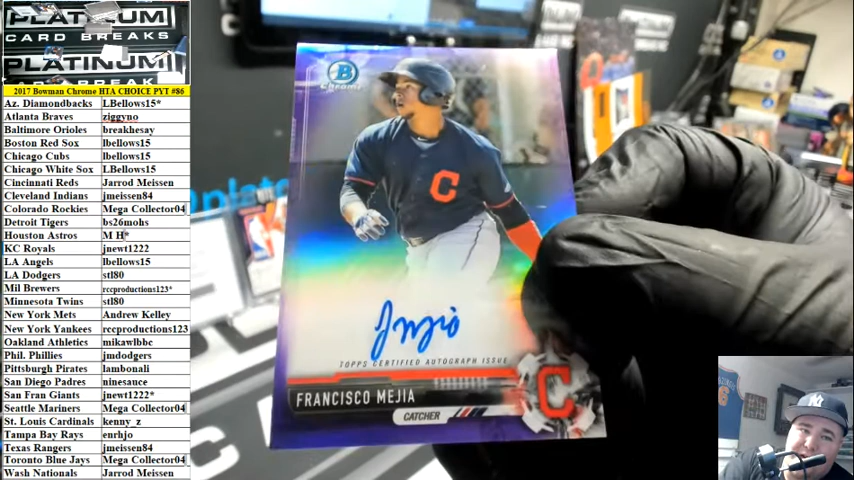 PLATINUM
CARD BREAKS
PLATINUM
CARD BREAKS
2017 Bowman Chrome HTA CHOICE PYT #86
Az. Diamondbacks LBellows15*
Atlanta Braves ziggyno
Baltimore Orioles breakhesay
Boston Red Sox lbellows15
Chicago Cubs lbellows15
Chicago White Sox LBellows15
Cincinnati Reds Jarrod Meissen
Cleveland Indians jmeissen84
Colorado Rockies Mega Collector04
Detroit Tigers bs26mohs
Houston Astros M H*
KC Royals jnewt1222
LA Angels lbellows15
LA Dodgers stl80
Mil Brewers rccproductions123*
Minnesota Twins stl80
New York Mets Andrew Kelley
New York Yankees rccproductions123
Oakland Athletics mikawlbbc
Phil. Phillies jmdodgers
Pittsburgh Pirates lambonali
San Diego Padres ninesauce
San Fran Giants jnewt1222*
Seattle Mariners Mega Collector04
St. Louis Cardinals kenny_z
Tampa Bay Rays enrhjo
Texas Rangers jmeissen84
Toronto Blue Jays Mega Collector04
Wash Nationals Jarrod Meissen
B
Chrome
C
TOPPS CERTIFIED AUTOGRAPH ISSUE
FRANCISCO MEJIA
CATCHER
C